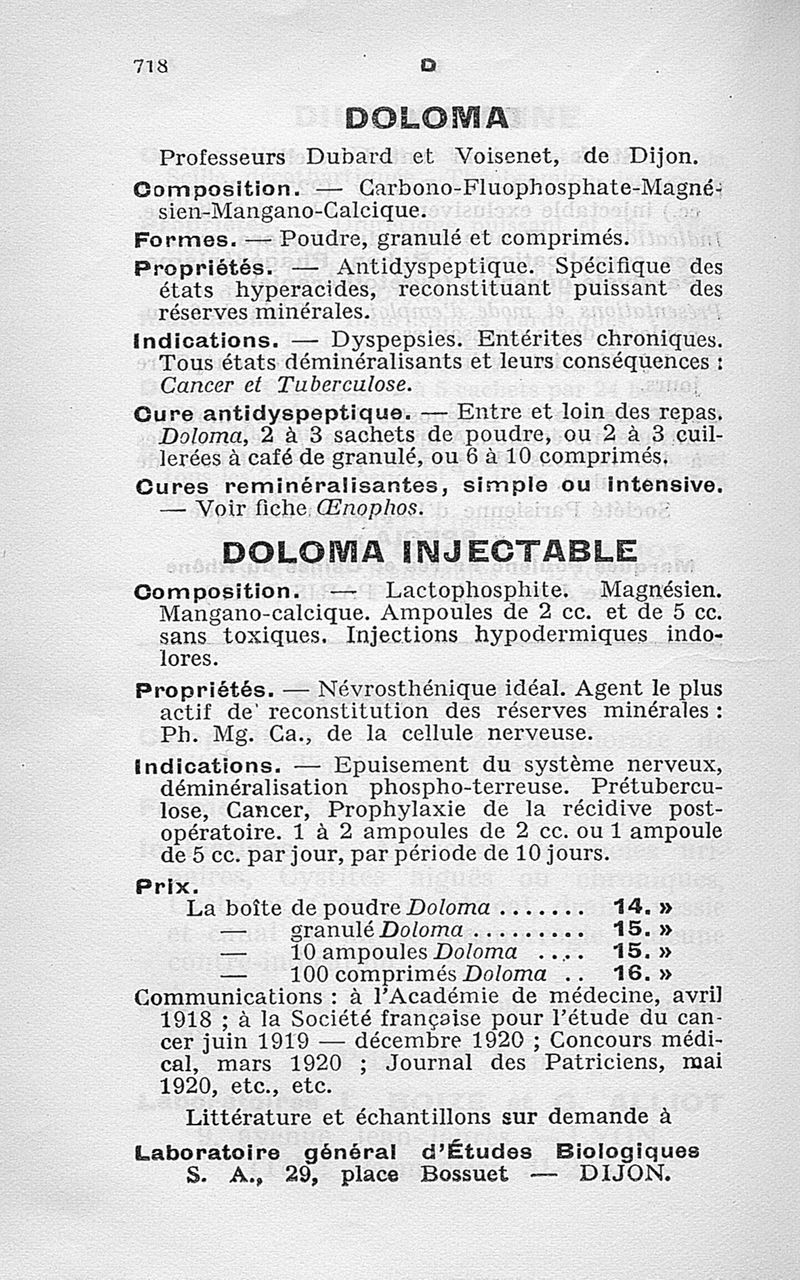 718 D
DOLOMA
Professeurs Dubard et Voisenet, de Dijon.
Composition. — Carbono-Fluophosphate-Magné-
sien-Mangano-Calcique.
Formes. — Poudre, granulé et comprimés.
Propriétés. — Antidyspeptique. Spécifique des
états hyperacides, reconstituant puissant des
réserves minérales.
Indications. — Dyspepsies. Entérites chroniques.
Tous états déminéralisants et leurs conséquences :
Cancer et Tuberculose.
Cure antidyspeptique. — Entre et loin des repas.
Doloma, 2 à 3 sachets de poudre, ou 2 à 3 cuil-
lerées à café de granulé, ou 6 à 10 comprimés.
Cures reminéralisantes, simple ou intensive.
— Voir fiche Œnophos.
DOLOMA INJECTABLE
Composition. — Lactophosphite. Magnésien.
Mangano-calcique. Ampoules de 2 cc. et de 5 cc.
sans toxiques. Injections hypodermiques indo-
lores.
Propriétés. — Névrosthénique idéal. Agent le plus
actif de reconstitution des réserves minérales :
Ph. Mg. Ca., de la cellule nerveuse.
Indications. — Epuisement du système nerveux,
déminéralisation phospho-terreuse. Prétubercu-
lose, Cancer, Prophylaxie de la récidive post-
opératoire. 1 à 2 ampoules de 2 cc. ou 1 ampoule
de 5 cc. par jour, par période de 10 jours.
Prix.
La boîte de poudre Doloma ....... 14. »
— granulé Doloma ......... 15. »
— 10 ampoules Doloma .... 15. »
— 100 comprimés Doloma .. 16. »
Communications : à l'Académie de médecine, avril
1918 ; à la Société française pour l'étude du can-
cer juin 1919 — décembre 1920 ; Concours médi-
cal, mars 1920 ; Journal des Patriciens, mai
1920, etc., etc.
Littérature et échantillons sur demande à
Laboratoire général d'Études Biologiques
S. A., 29, place Bossuet — DIJON.